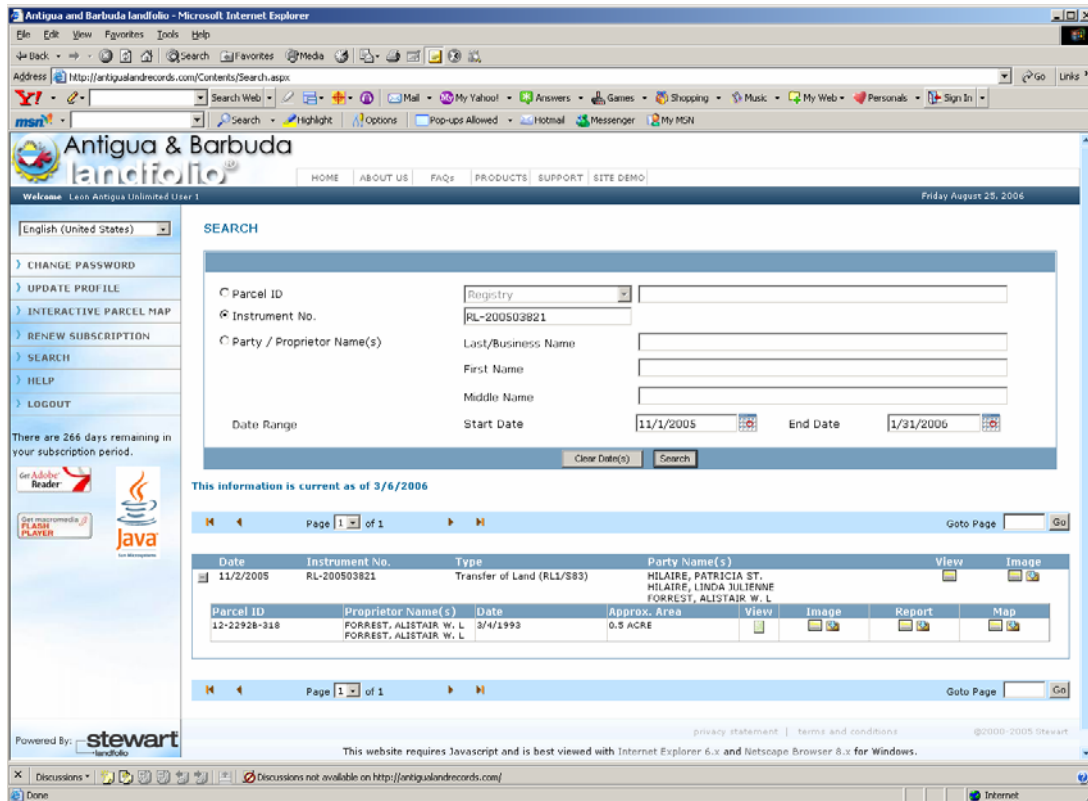 Antigua and Barbuda landfolio - Microsoft Internet Explorer
File Edit View Favorites Tools Help
Back Search Favorites Media
Address http://antigualandrecords.com/Contents/Search.aspx Go Links
Y! Search Web Mail My Yahoo! Answers Games Shopping Music My Web Personals Sign In
msn Search Highlight Options Pop-ups Allowed Hotmail Messenger My MSN
Antigua & Barbuda
landfolio®
HOME ABOUT US FAQs PRODUCTS SUPPORT SITE DEMO
Welcome Leon Antigua Unlimited User 1 Friday August 25, 2006
English (United States)
CHANGE PASSWORD
UPDATE PROFILE
INTERACTIVE PARCEL MAP
RENEW SUBSCRIPTION
SEARCH
HELP
LOGOUT
There are 266 days remaining in
your subscription period.
Get Adobe
Reader
Get macromedia
FLASH
PLAYER
Java
Powered By: stewart
landfolio
SEARCH
Parcel ID Registry
Instrument No. RL-200503821
Party / Proprietor Name(s) Last/Business Name
First Name
Middle Name
Date Range Start Date 11/1/2005 End Date 1/31/2006
Clear Date(s) Search
This information is current as of 3/6/2006
Page 1 of 1 Goto Page Go
Date Instrument No. Type Party Name(s) View Image
11/2/2005 RL-200503821 Transfer of Land (RL1/S83) HILAIRE, PATRICIA ST.
HILAIRE, LINDA JULIENNE
FORREST, ALISTAIR W. L
Parcel ID Proprietor Name(s) Date Approx. Area View Image Report Map
12-2292B-318 FORREST, ALISTAIR W. L 3/4/1993 0.5 ACRE
FORREST, ALISTAIR W. L
Page 1 of 1 Goto Page Go
privacy statement | terms and conditions @2000-2005 Stewart
This website requires Javascript and is best viewed with Internet Explorer 6.x and Netscape Browser 8.x for Windows.
Discussions Discussions not available on http://antigualandrecords.com/
Done Internet